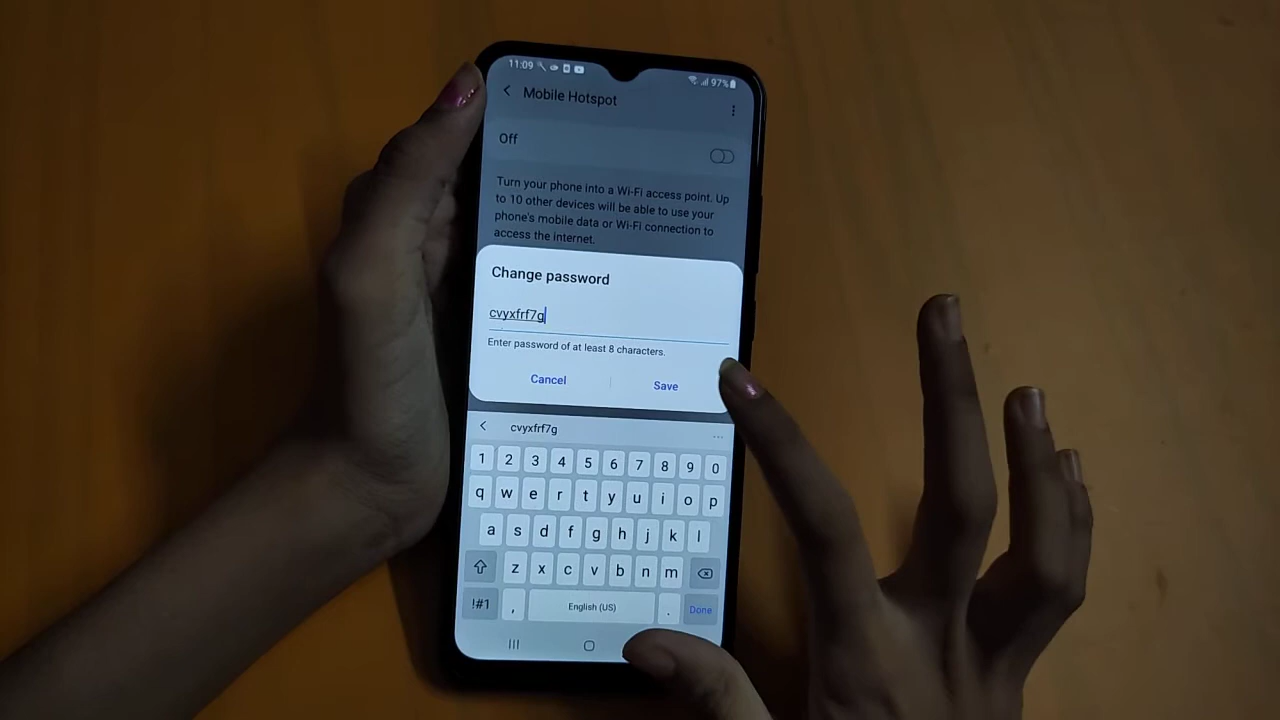 11:09
97%
Mobile Hotspot
Off
Turn your phone into a Wi-Fi access point. Up
to 10 other devices will be able to use your
phone's mobile data or Wi-Fi connection to
access the internet.
Change password
cvyxfrf7g
Enter password of at least 8 characters.
Cancel
Save
cvyxfrf7g
1 2 3 4 5 6 7 8 9 0
q w e r t y u i o p
a s d f g h j k l
z x c v b n m
!#1 , English (US) . Done